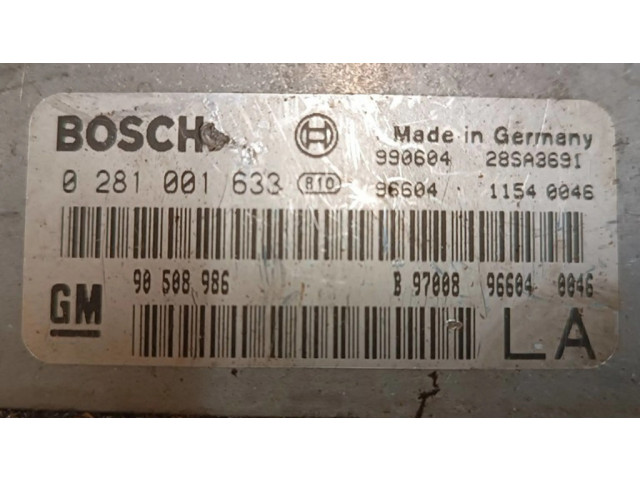 BOSCH Made in Germany
990604 28SA3691
0 281 001 633 B10 96604 1154 0046
90 508 986 B 97008 96604 0046
GM LA